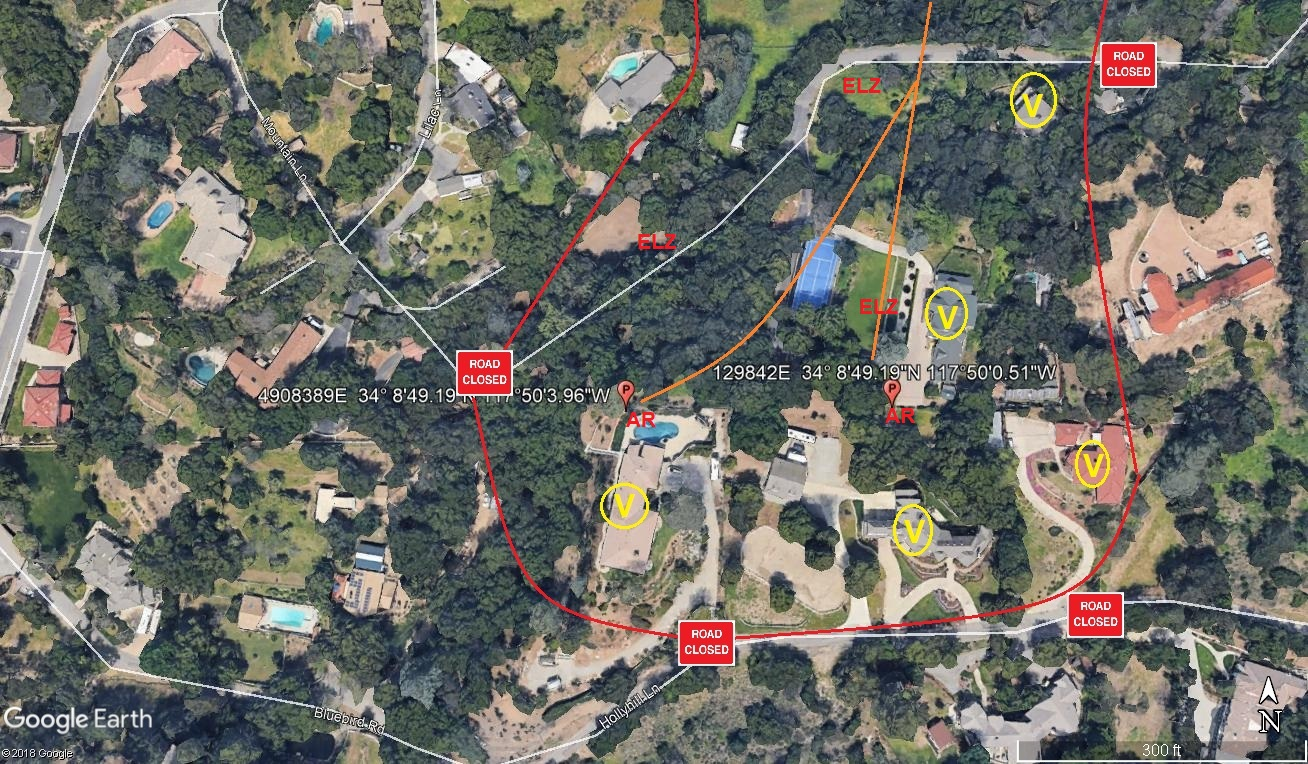 ROAD
CLOSED
V
ELZ
Lilac Ln
Mountain Ln
ELZ
ELZ
V
ROAD
CLOSED
4908389E 34° 8'49.19"N 117°50'3.96"W
129842E 34° 8'49.19"N 117°50'0.51"W
P
P
AR
AR
V
V
V
ROAD
CLOSED
ROAD
CLOSED
Hollyhill Ln
Bluebird Rd
Google Earth
©2018 Google
N
300 ft